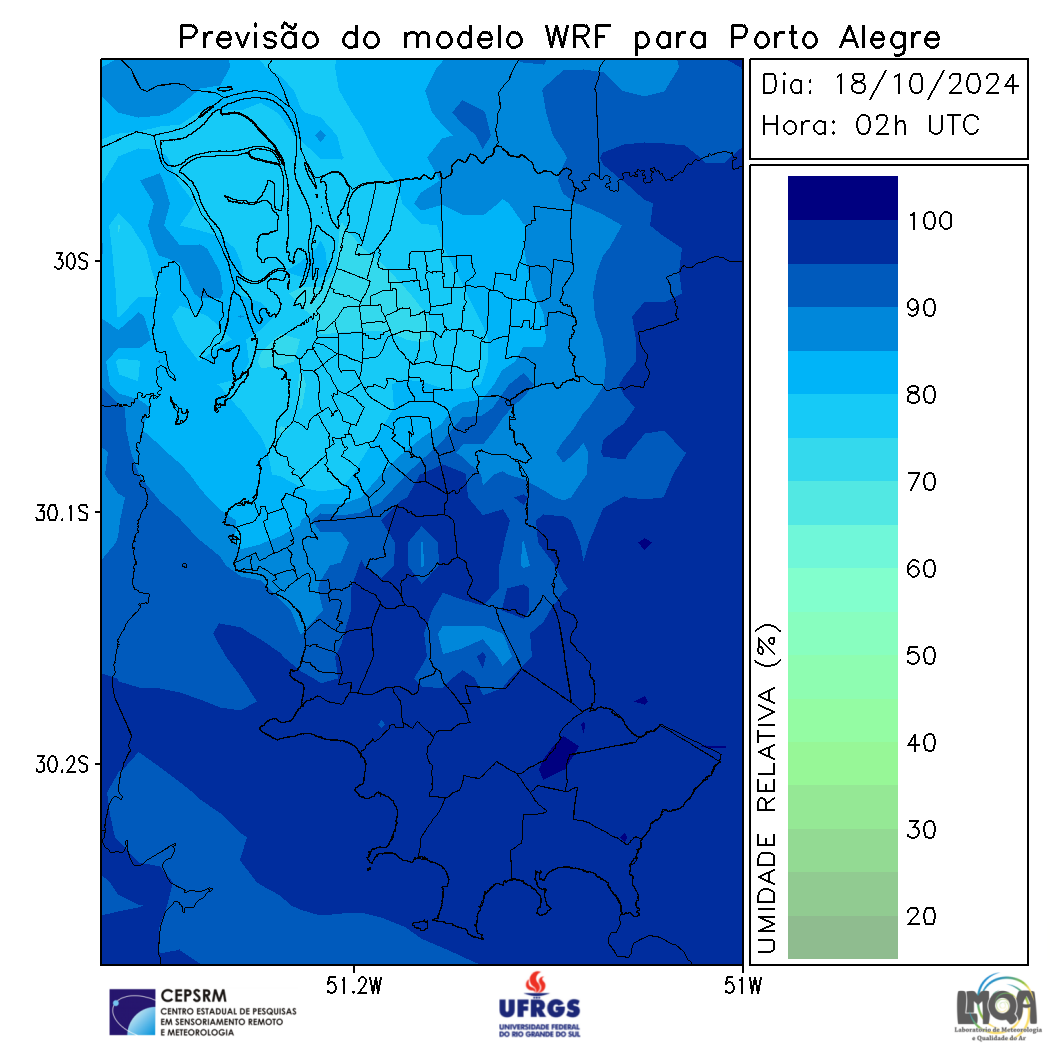 Previsão do modelo WRF para Porto Alegre
Dia: 18/10/2024
Hora: 02h UTC
100
90
80
70
60
50
40
30
20
UMIDADE RELATIVA (%)
30S
30.1S
30.2S
51.2W
51W
CEPSRM
CENTRO ESTADUAL DE PESQUISAS
EM SENSORIAMENTO REMOTO
E METEOROLOGIA
UFRGS
UNIVERSIDADE FEDERAL
DO RIO GRANDE DO SUL
LMQA
Laboratório de Meteorologia
e Qualidade do Ar